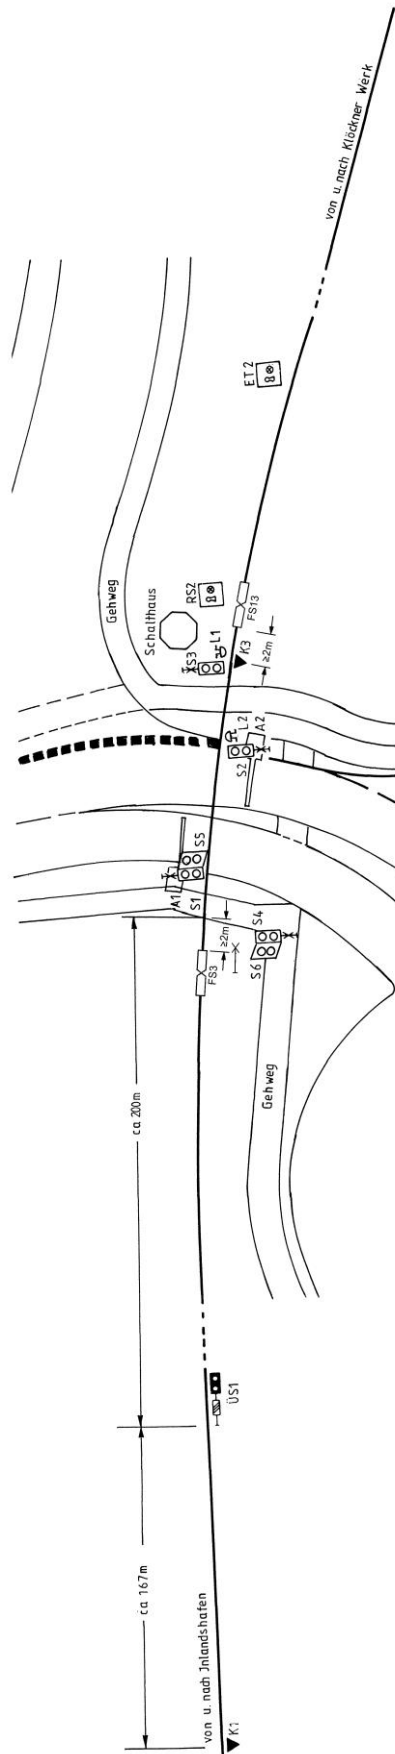 von u. nach Klöckner Werk
ET 2
Gehweg
Schalthaus
RS2
FS13
S3
L1
≥2m
K3
L2
A2
S2
S5
A1
S1
≥2m
FS3
S4
S6
Gehweg
ca 200m
ÜS1
ca 167m
von u. nach Jnlandshafen
K1